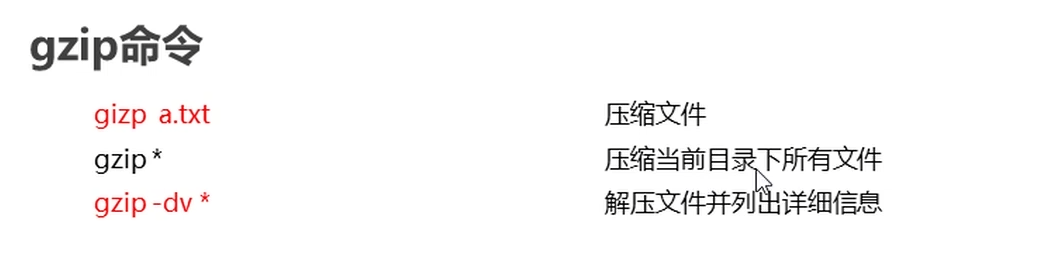 gzip命令
gizp a.txt 压缩文件
gzip * 压缩当前目录下所有文件
gzip -dv * 解压文件并列出详细信息